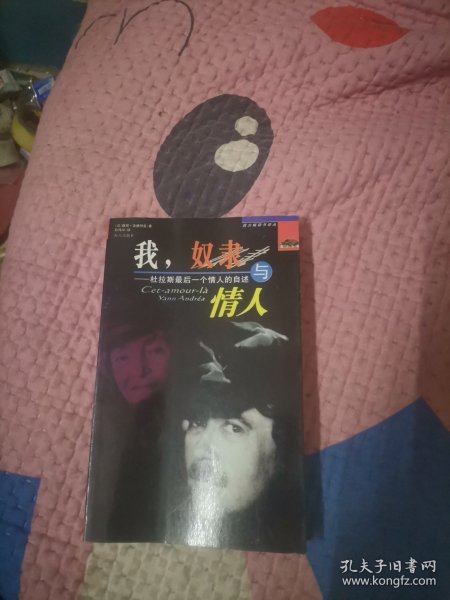 我，奴隶
与
情人
——杜拉斯最后一个情人的自述
Cet-amour-là
Yann Andréa
孔夫子旧书网
www.kongfz.com